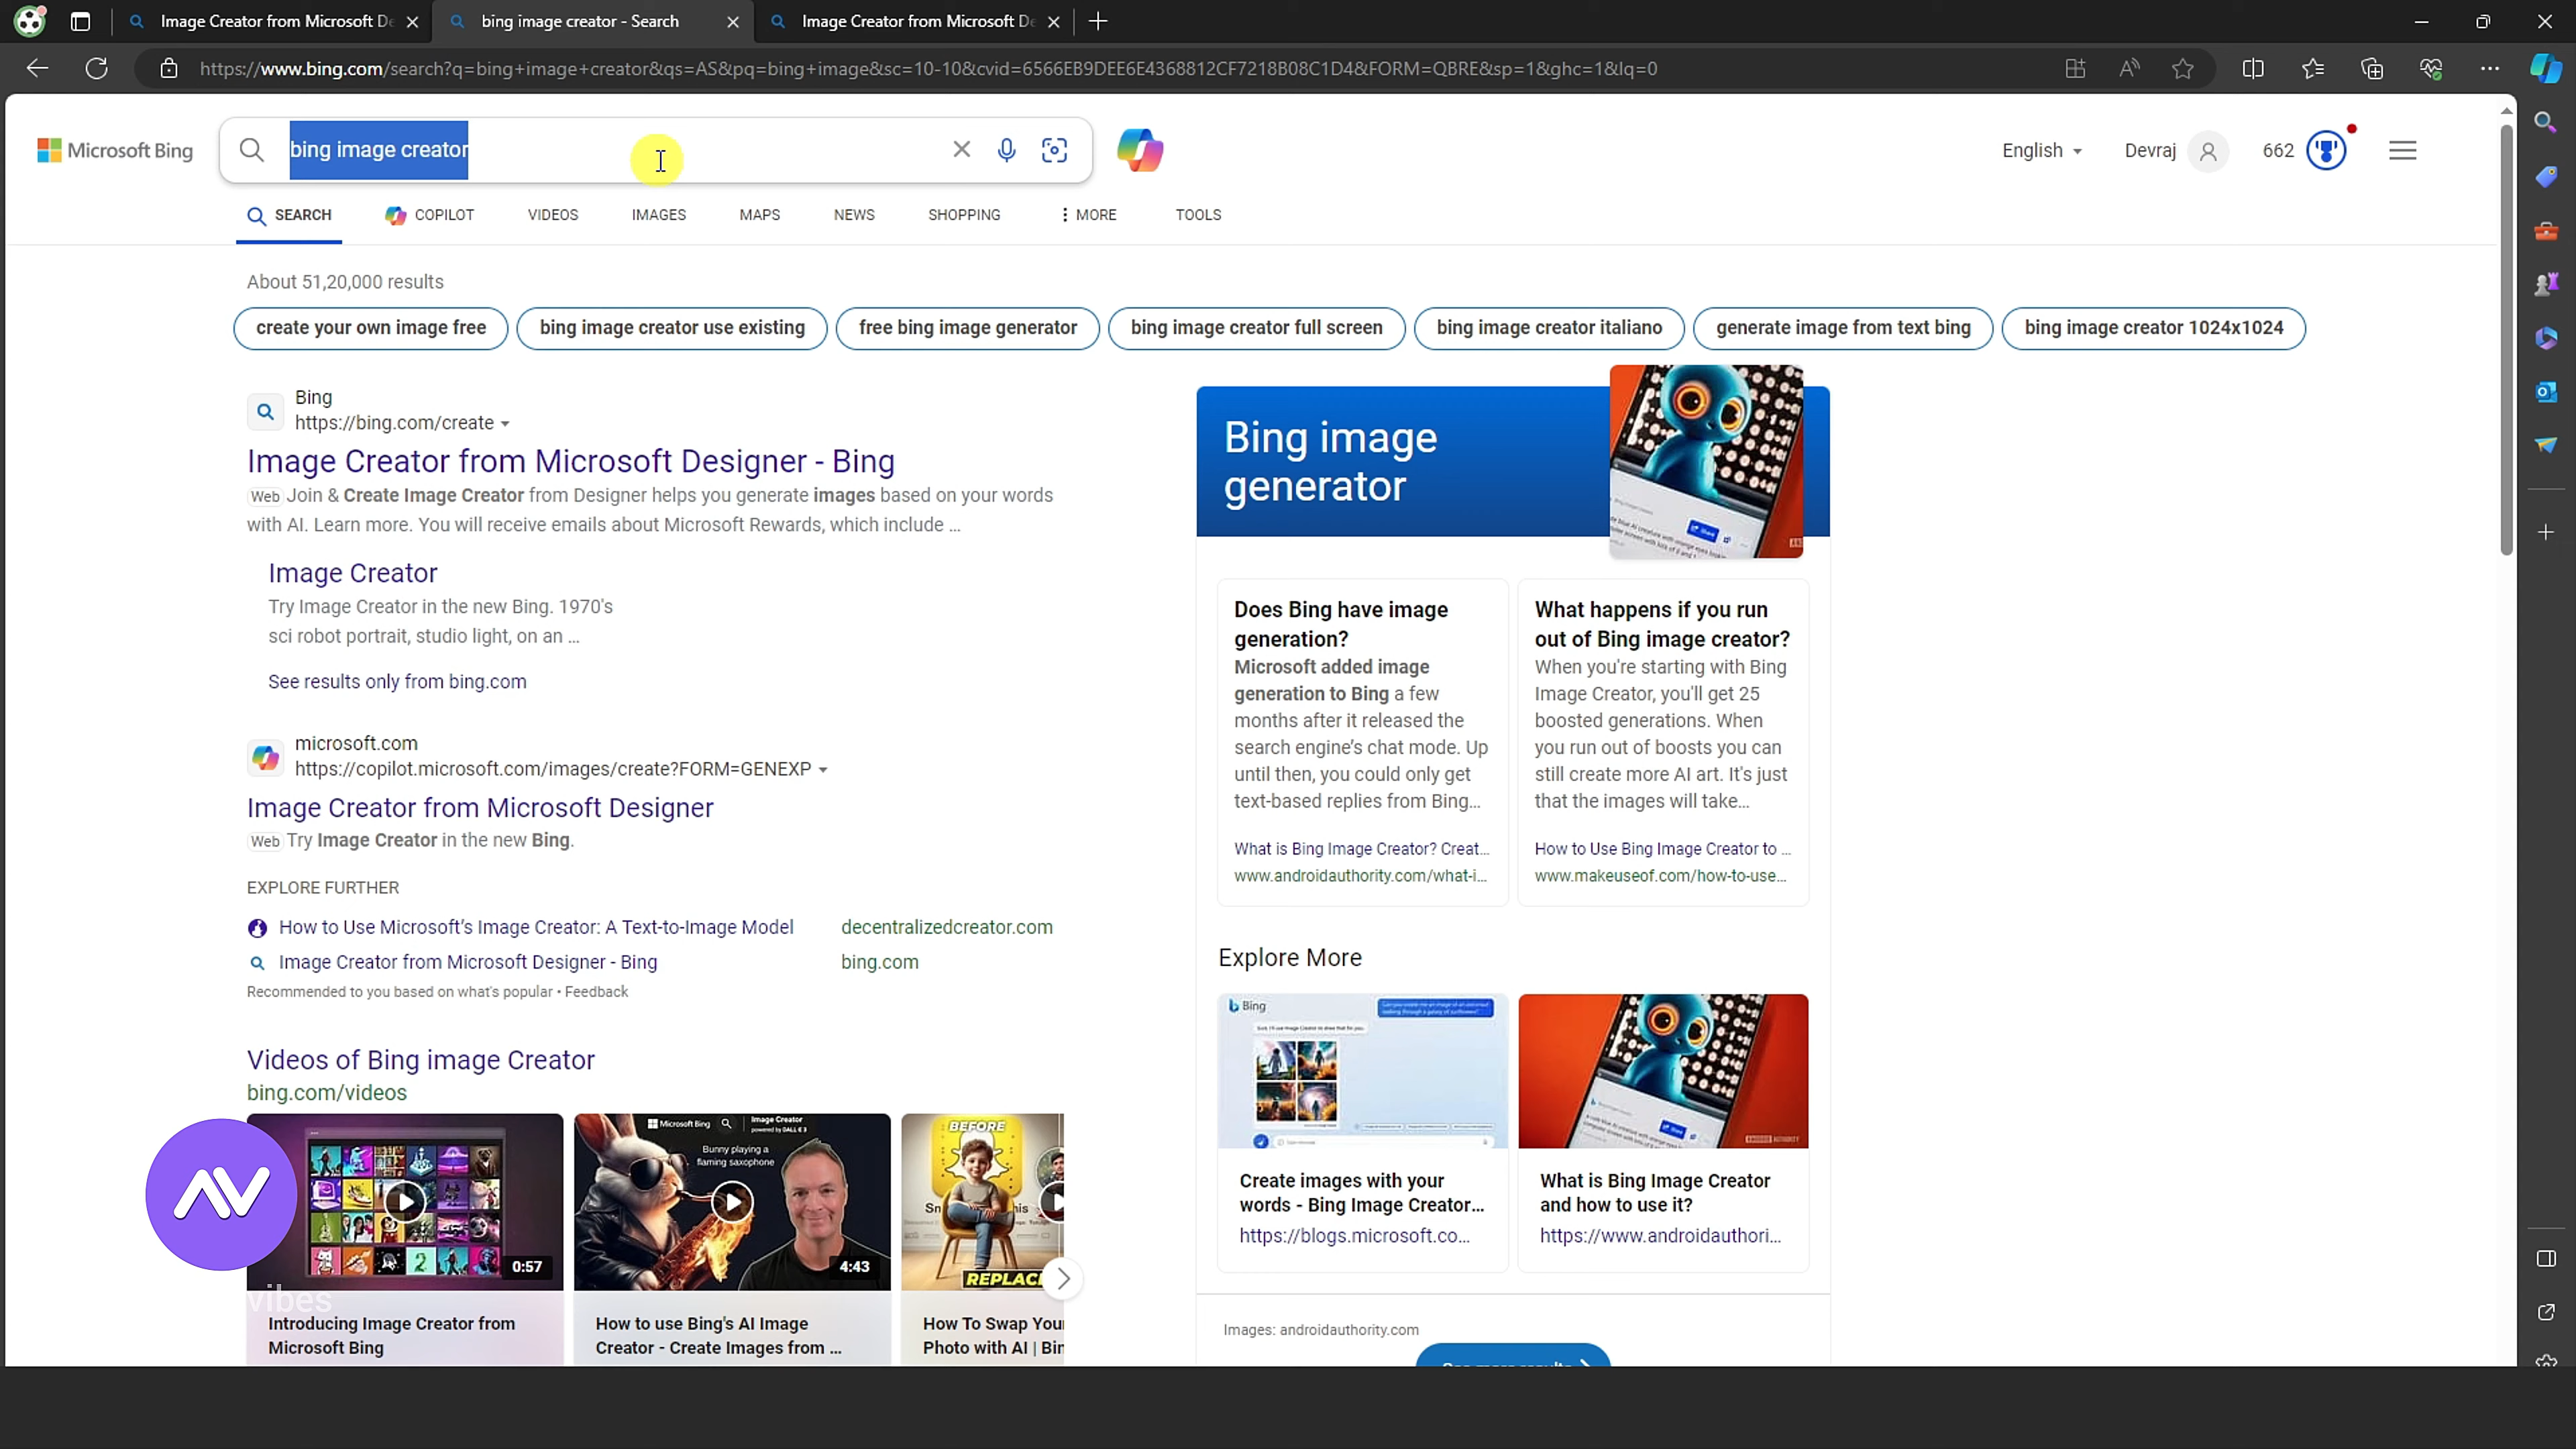 Image Creator from Microsoft De
bing image creator - Search
Image Creator from Microsoft De
https://www.bing.com/search?q=bing+image+creator&qs=AS&pq=bing+image&sc=10-10&cvid=6566EB9DEE6E4368812CF7218B08C1D4&FORM=QBRE&sp=1&ghc=1&lq=0
Microsoft Bing
bing image creator
English
Devraj
662
SEARCH
COPILOT
VIDEOS
IMAGES
MAPS
NEWS
SHOPPING
MORE
TOOLS
About 51,20,000 results
create your own image free
bing image creator use existing
free bing image generator
bing image creator full screen
bing image creator italiano
generate image from text bing
bing image creator 1024x1024
Bing
https://bing.com/create
Image Creator from Microsoft Designer - Bing
Web Join & Create Image Creator from Designer helps you generate images based on your words
with AI. Learn more. You will receive emails about Microsoft Rewards, which include ...
Image Creator
Try Image Creator in the new Bing. 1970's
sci robot portrait, studio light, on an ...
See results only from bing.com
microsoft.com
https://copilot.microsoft.com/images/create?FORM=GENEXP
Image Creator from Microsoft Designer
Web Try Image Creator in the new Bing.
EXPLORE FURTHER
How to Use Microsoft's Image Creator: A Text-to-Image Model
decentralizedcreator.com
Image Creator from Microsoft Designer - Bing
bing.com
Recommended to you based on what's popular • Feedback
Videos of Bing image Creator
bing.com/videos
0:57
Microsoft Bing
Image Creator
powered by DALL·E 3
Bunny playing a
flaming saxophone
4:43
BEFORE
REPLAC
vibes
Introducing Image Creator from
Microsoft Bing
How to use Bing's AI Image
Creator - Create Images from ...
How To Swap You
Photo with AI | Bin
Bing image
generator
Share
Does Bing have image
generation?
Microsoft added image
generation to Bing a few
months after it released the
search engine's chat mode. Up
until then, you could only get
text-based replies from Bing...
What is Bing Image Creator? Creat...
www.androidauthority.com/what-i...
What happens if you run
out of Bing image creator?
When you're starting with Bing
Image Creator, you'll get 25
boosted generations. When
you run out of boosts you can
still create more AI art. It's just
that the images will take...
How to Use Bing Image Creator to ...
www.makeuseof.com/how-to-use...
Explore More
Bing
Create images with your
words - Bing Image Creator...
https://blogs.microsoft.co...
What is Bing Image Creator
and how to use it?
https://www.androidauthori...
Images: androidauthority.com